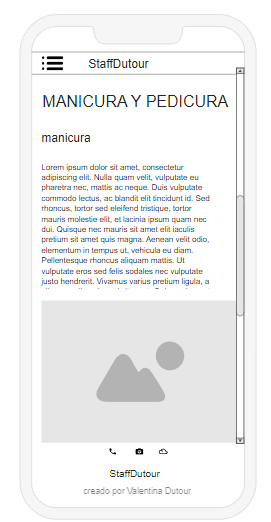 StaffDutour
MANICURA Y PEDICURA
manicura
Lorem ipsum dolor sit amet, consectetur
adipiscing elit. Nulla quam velit, vulputate eu
pharetra nec, mattis ac neque. Duis vulputate
commodo lectus, ac blandit elit tincidunt id. Sed
rhoncus, tortor sed eleifend tristique, tortor
mauris molestie elit, et lacinia ipsum quam nec
dui. Quisque nec mauris sit amet elit iaculis
pretium sit amet quis magna. Aenean velit odio,
elementum in tempus ut, vehicula eu diam.
Pellentesque rhoncus aliquam mattis. Ut
vulputate eros sed felis sodales nec vulputate
justo hendrerit. Vivamus varius pretium ligula, a
StaffDutour
creado por Valentina Dutour